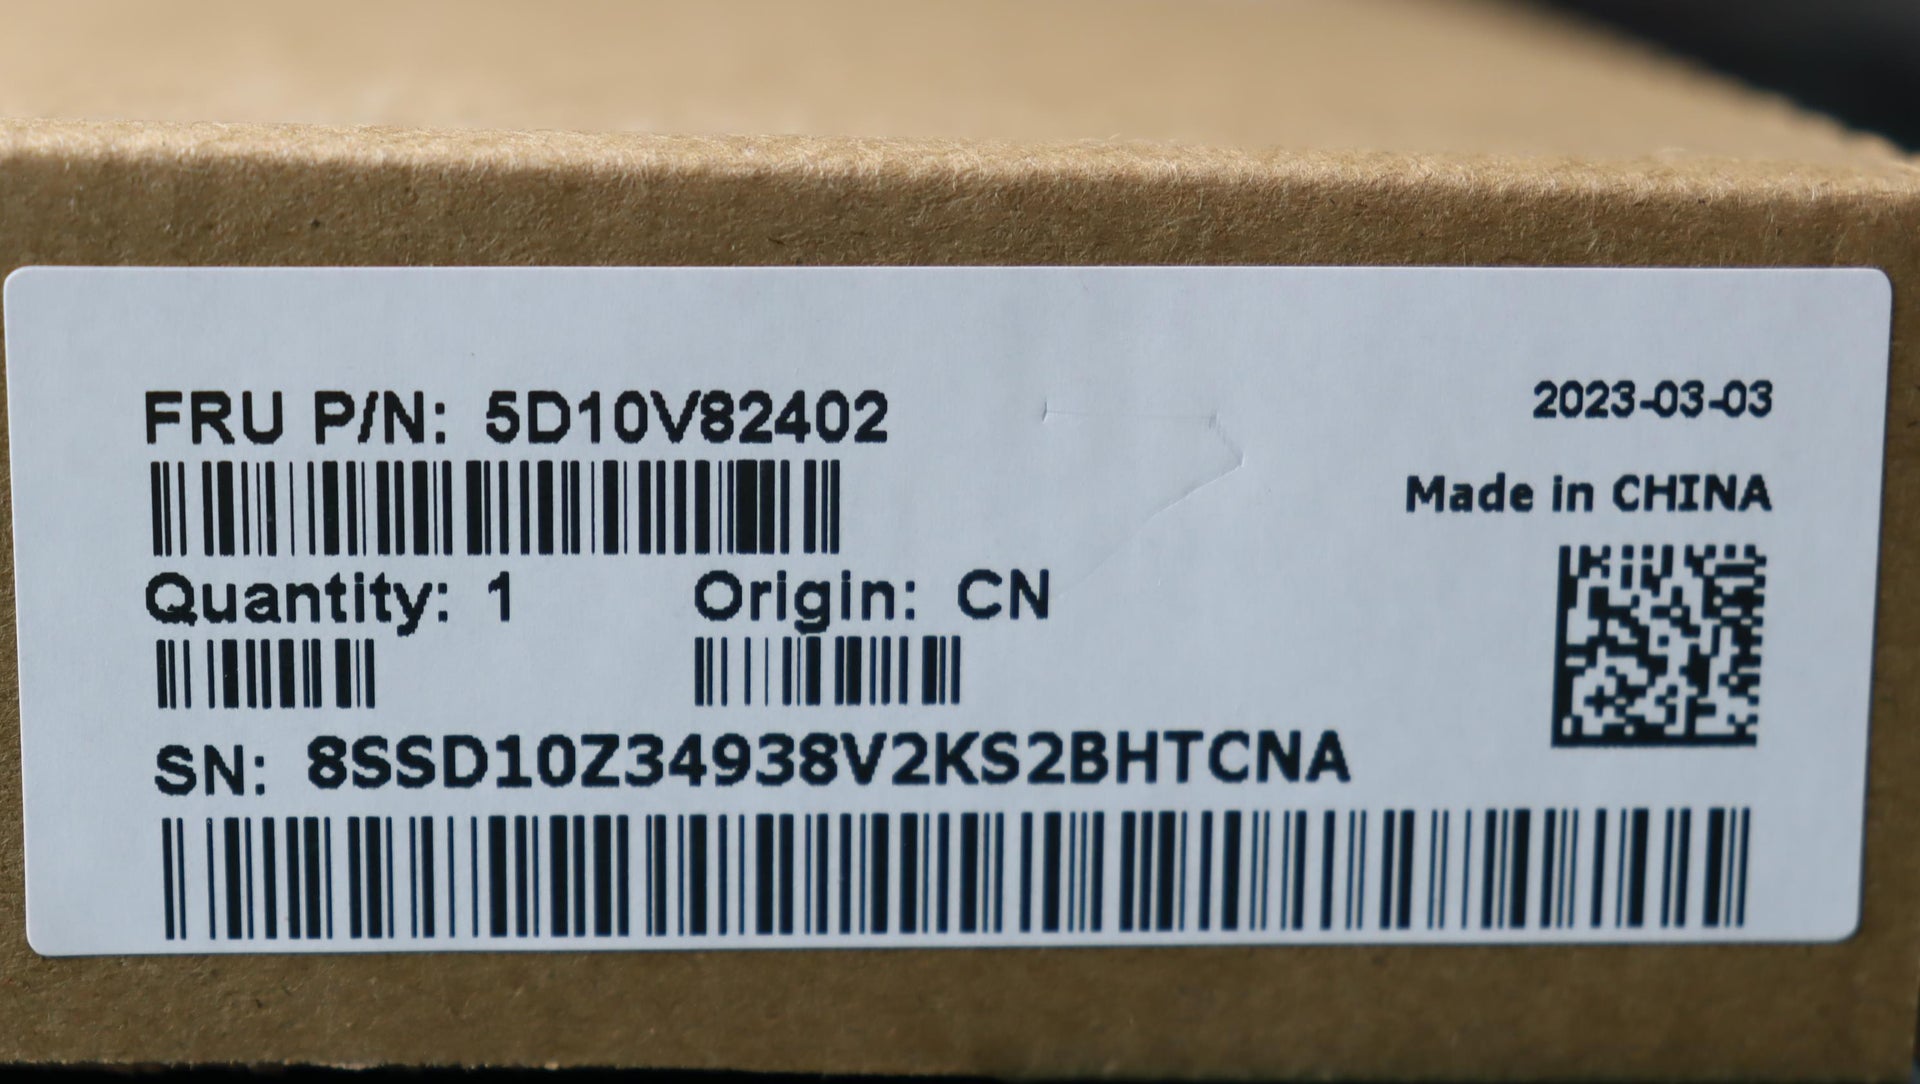 FRU P/N: 5D10V82402
2023-03-03
Made in CHINA
Quantity: 1
Origin: CN
SN: 8SSD10Z34938V2KS2BHTCNA